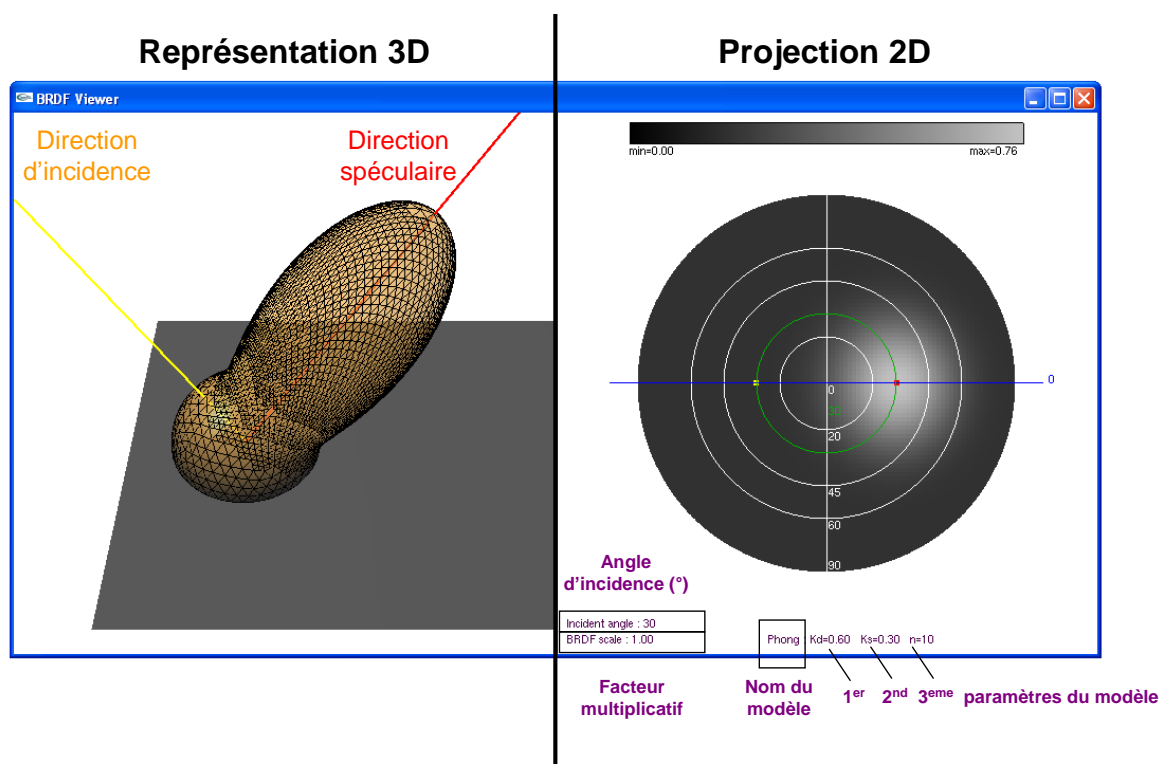 Représentation 3D
Projection 2D
BRDF Viewer
Direction
d'incidence
Direction
spéculaire
min=0.00
max=0.76
0
0
30
20
45
60
90
Angle
d'incidence (°)
Incident angle : 30
BRDF scale : 1.00
Phong Kd=0.60 Ks=0.30 n=10
Facteur
multiplicatif
Nom du
modèle
1er 2nd 3eme paramètres du modèle